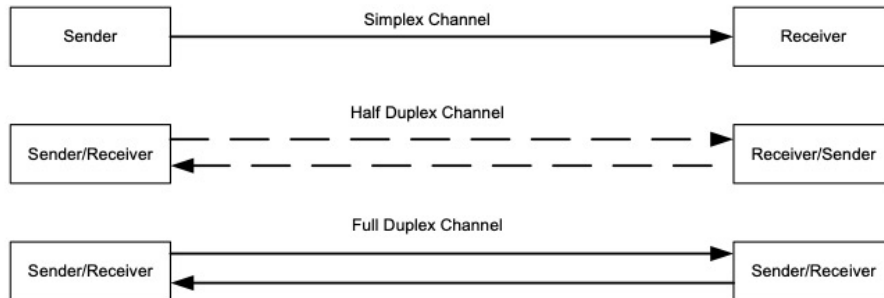 Simplex Channel
Sender
Receiver
Half Duplex Channel
Sender/Receiver
Receiver/Sender
Full Duplex Channel
Sender/Receiver
Sender/Receiver